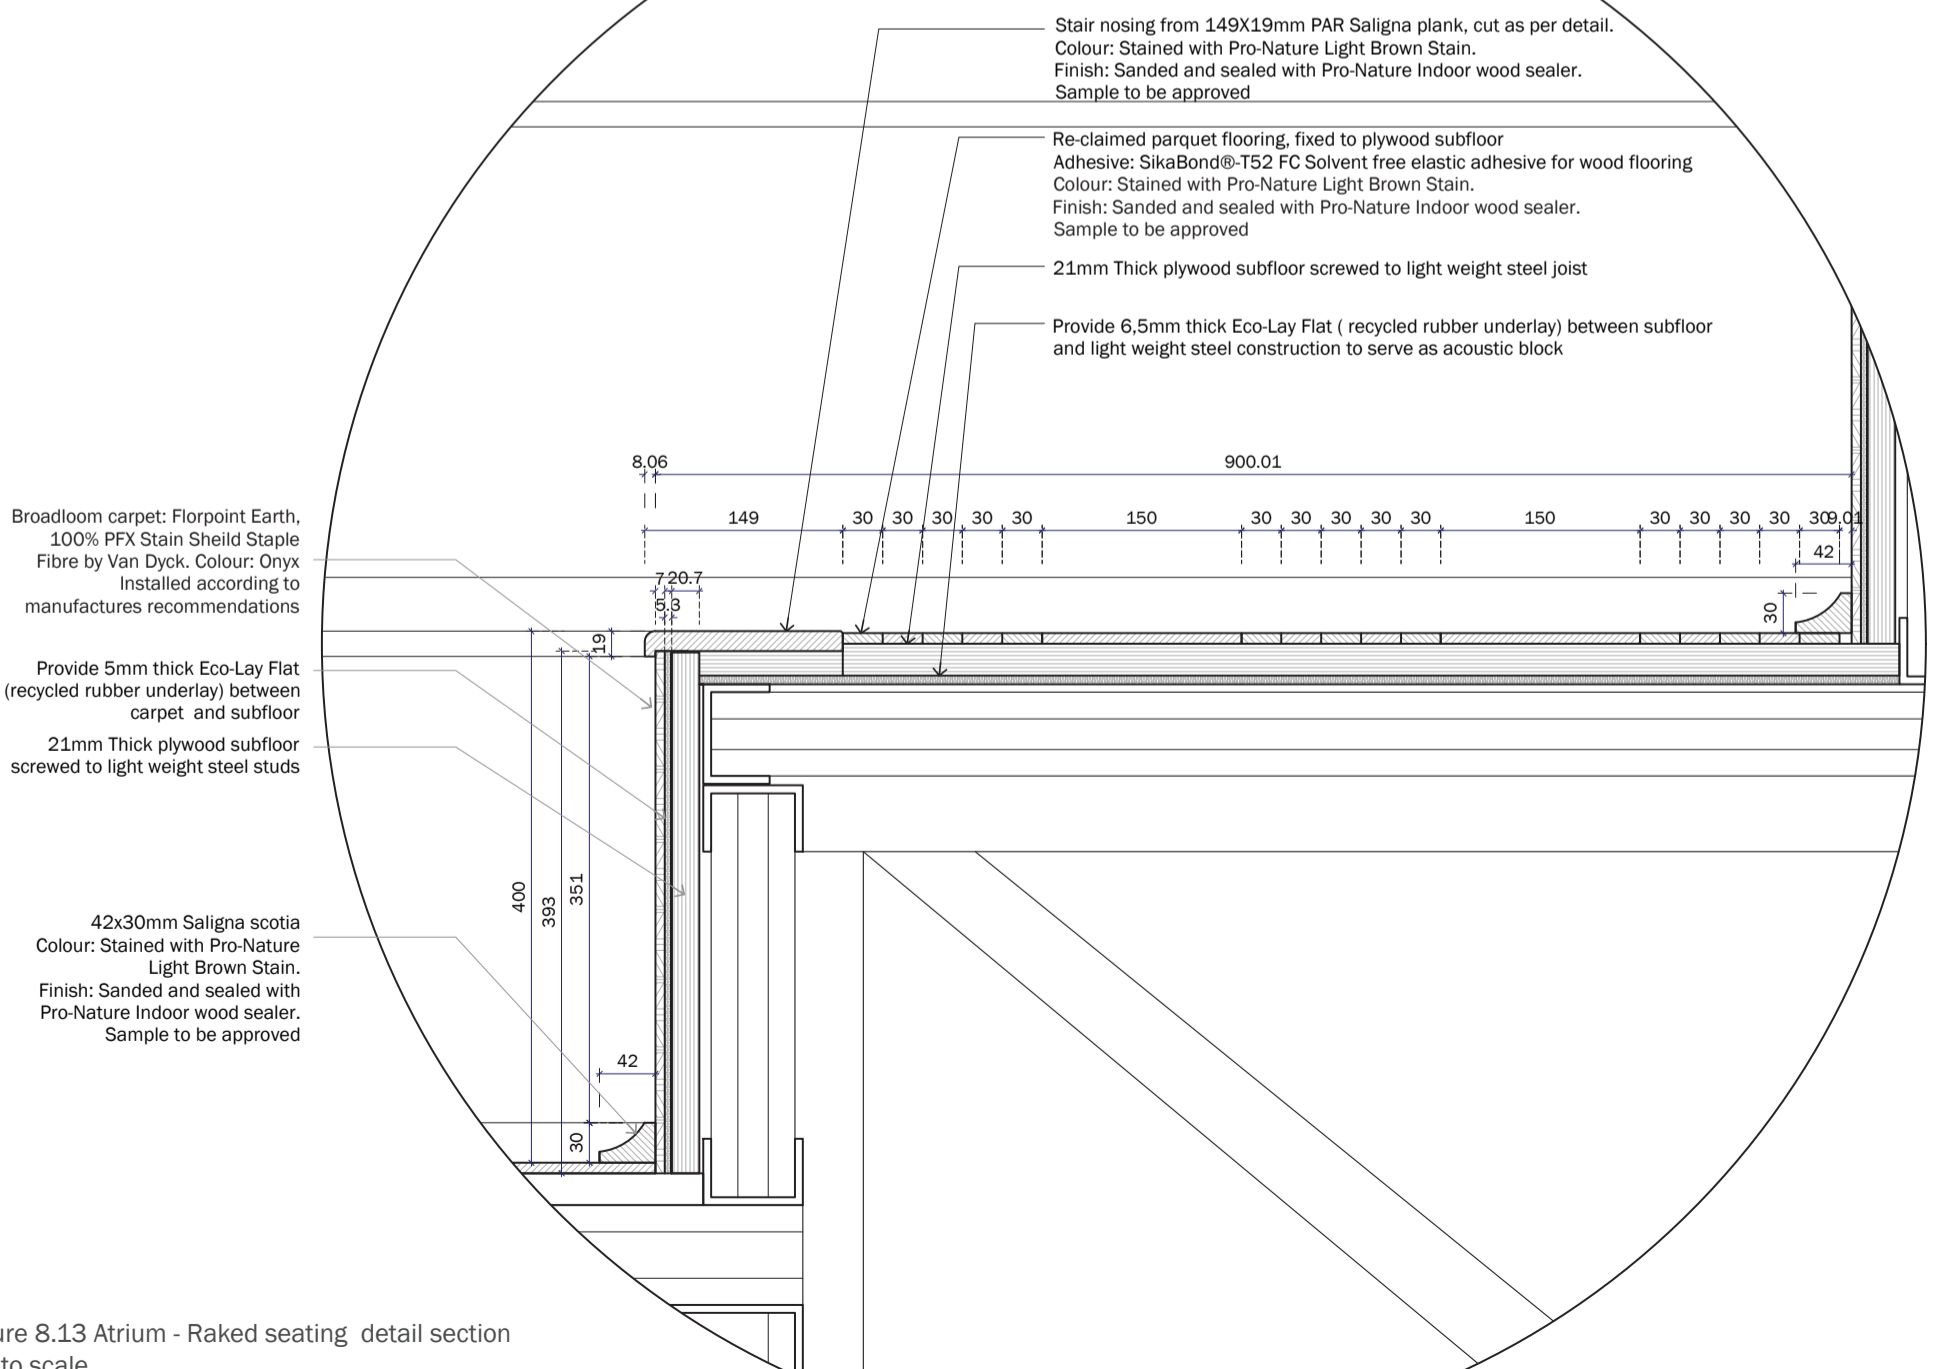 Stair nosing from 149X19mm PAR Saligna plank, cut as per detail.
Colour: Stained with Pro-Nature Light Brown Stain.
Finish: Sanded and sealed with Pro-Nature Indoor wood sealer.
Sample to be approved
Re-claimed parquet flooring, fixed to plywood subfloor
Adhesive: SikaBond®-T52 FC Solvent free elastic adhesive for wood flooring
Colour: Stained with Pro-Nature Light Brown Stain.
Finish: Sanded and sealed with Pro-Nature Indoor wood sealer.
Sample to be approved
21mm Thick plywood subfloor screwed to light weight steel joist
Provide 6,5mm thick Eco-Lay Flat ( recycled rubber underlay) between subfloor
and light weight steel construction to serve as acoustic block
8.06 900.01
149 30 30 30 30 30 150 30 30 30 30 30 150 30 30 30 30 30 9.01
42
7 20.7
5.3
30
19
Broadloom carpet: Florpoint Earth,
100% PFX Stain Sheild Staple
Fibre by Van Dyck. Colour: Onyx
Installed according to
manufactures recommendations
Provide 5mm thick Eco-Lay Flat
(recycled rubber underlay) between
carpet and subfloor
21mm Thick plywood subfloor
screwed to light weight steel studs
400
393
351
42x30mm Saligna scotia
Colour: Stained with Pro-Nature
Light Brown Stain.
Finish: Sanded and sealed with
Pro-Nature Indoor wood sealer.
Sample to be approved
42
30
ure 8.13 Atrium - Raked seating detail section
to scale